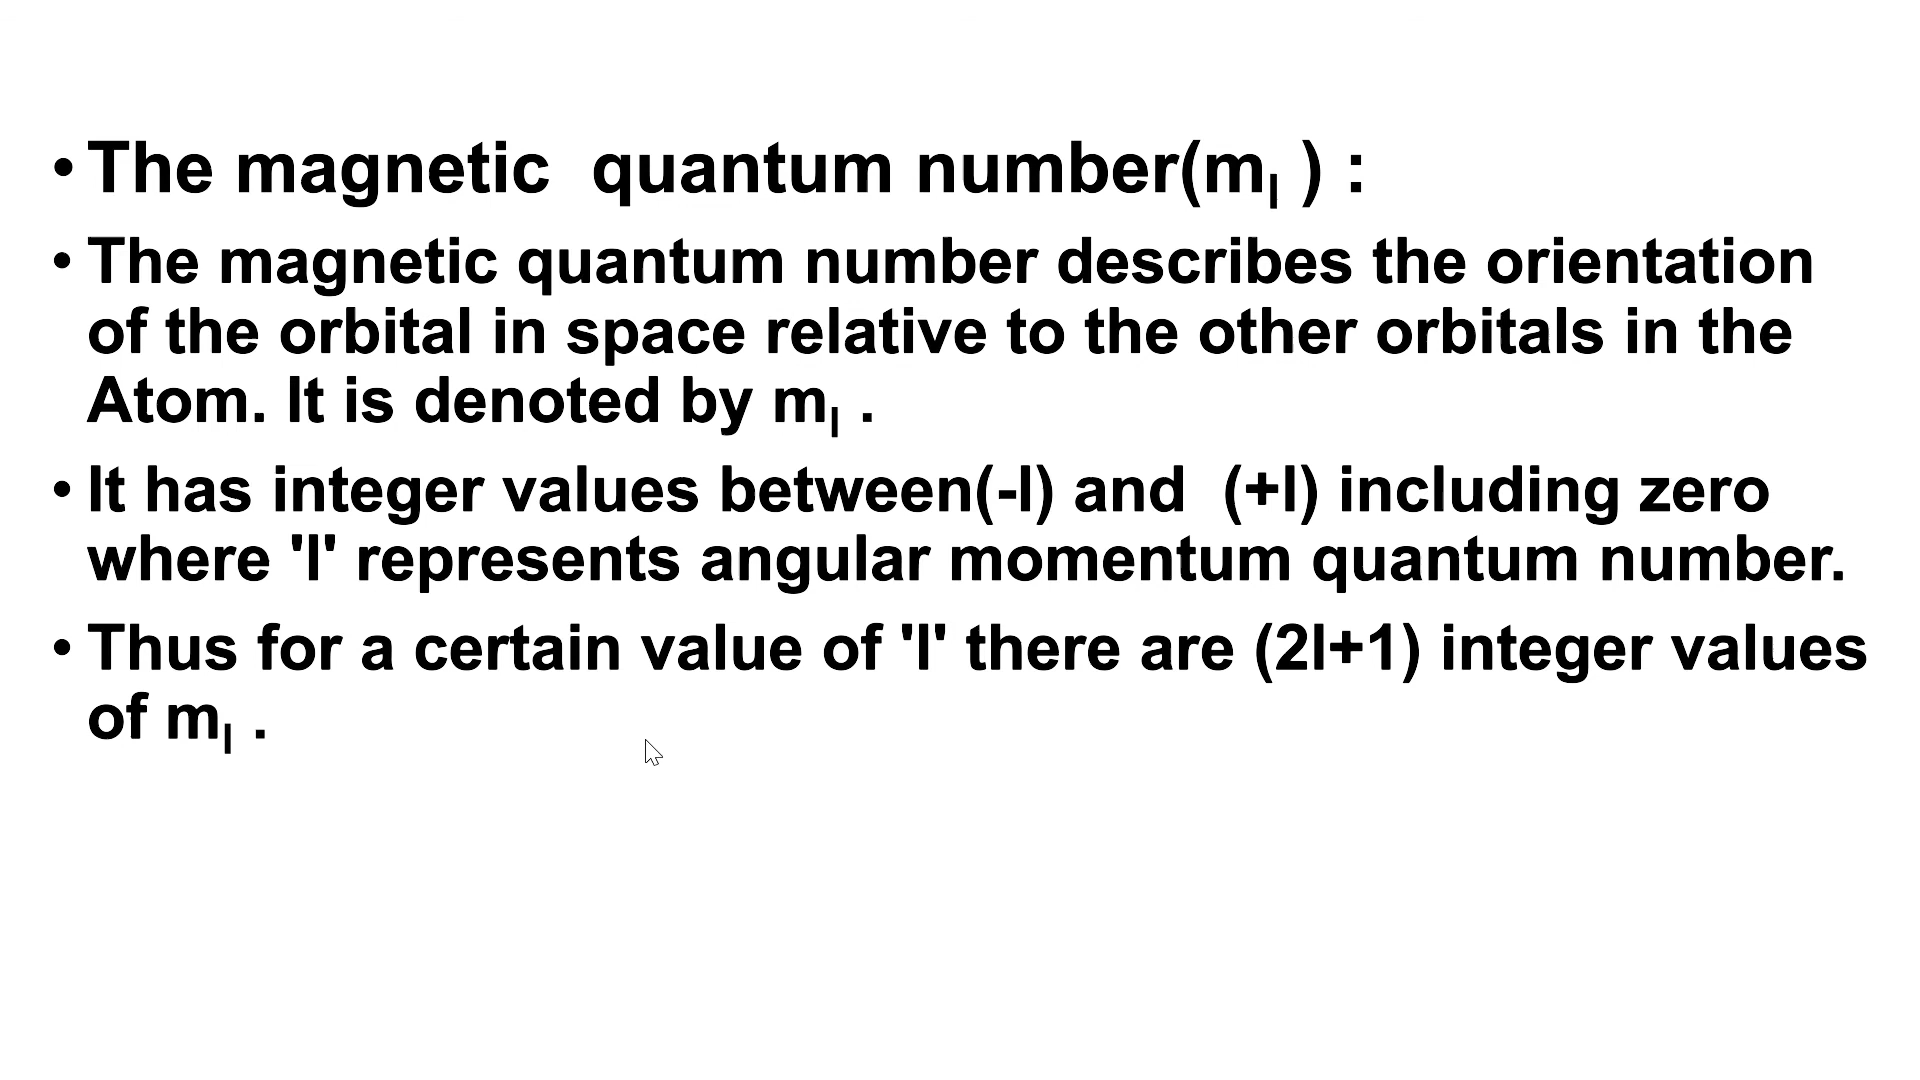 • The magnetic  quantum number(mₗ ) :
• The magnetic quantum number describes the orientation
of the orbital in space relative to the other orbitals in the
Atom. It is denoted by mₗ .
• It has integer values between(-l) and  (+l) including zero
where 'l' represents angular momentum quantum number.
• Thus for a certain value of 'l' there are (2l+1) integer values
of mₗ .